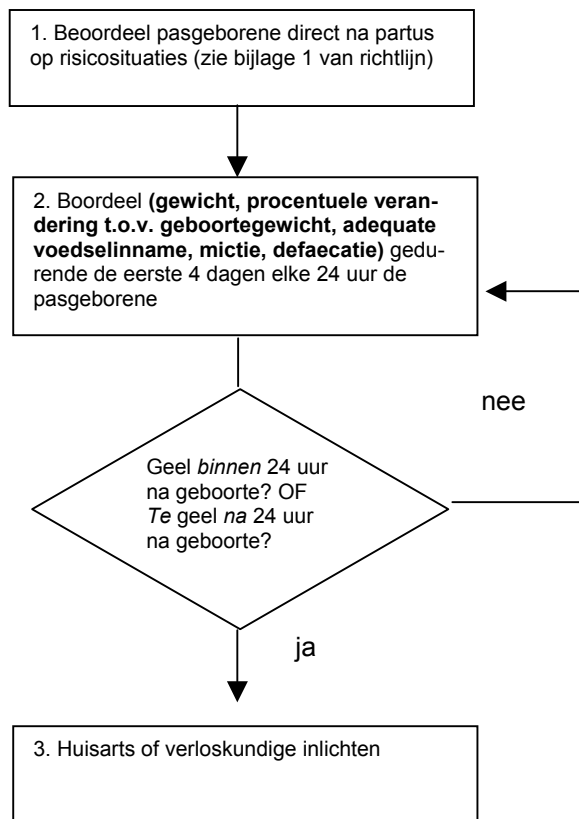 1. Beoordeel pasgeborene direct na partus
op risicosituaties (zie bijlage 1 van richtlijn)
2. Boordeel (gewicht, procentuele veran-
dering t.o.v. geboortegewicht, adequate
voedselinname, mictie, defaecatie) gedu-
rende de eerste 4 dagen elke 24 uur de
pasgeborene
nee
Geel binnen 24 uur
na geboorte? OF
Te geel na 24 uur
na geboorte?
ja
3. Huisarts of verloskundige inlichten